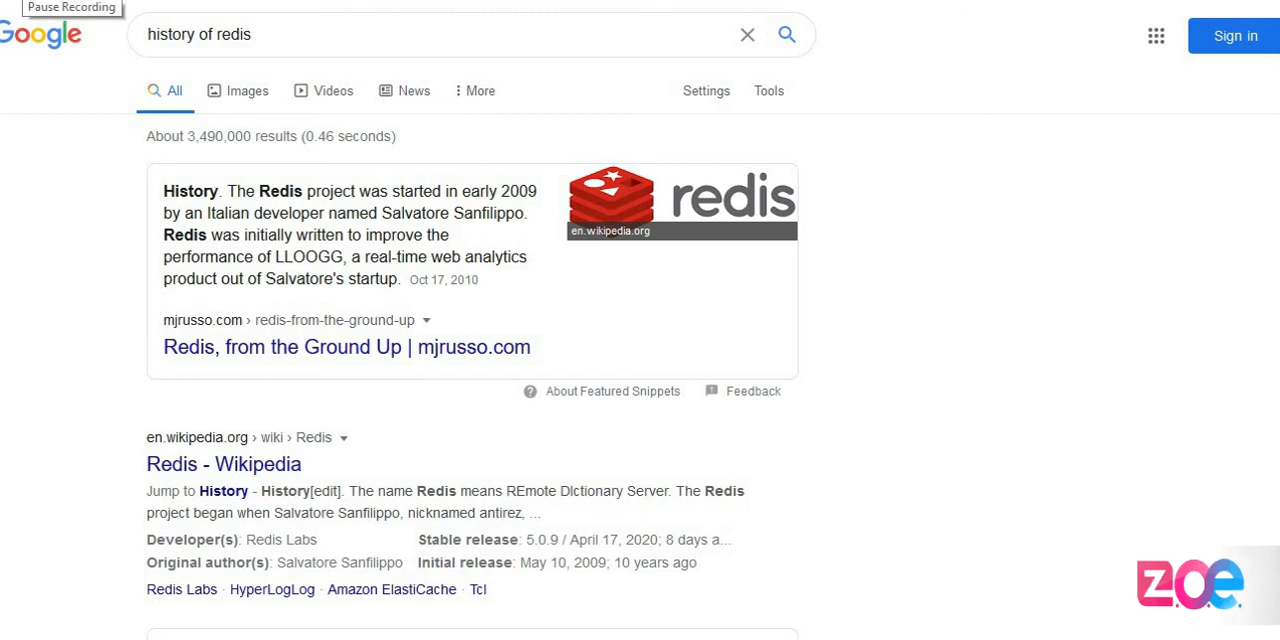 Pause Recording
Google
history of redis
Sign in
All
Images
Videos
News
More
Settings
Tools
About 3,490,000 results (0.46 seconds)
History. The Redis project was started in early 2009
by an Italian developer named Salvatore Sanfilippo.
Redis was initially written to improve the
performance of LLOOGG, a real-time web analytics
product out of Salvatore's startup. Oct 17, 2010
redis
en.wikipedia.org
mjrusso.com › redis-from-the-ground-up
Redis, from the Ground Up | mjrusso.com
About Featured Snippets
Feedback
en.wikipedia.org › wiki › Redis
Redis - Wikipedia
Jump to History - History[edit]. The name Redis means REmote DIctionary Server. The Redis
project began when Salvatore Sanfilippo, nicknamed antirez, ...
Developer(s): Redis Labs
Stable release: 5.0.9 / April 17, 2020; 8 days a...
Original author(s): Salvatore Sanfilippo
Initial release: May 10, 2009; 10 years ago
Redis Labs · HyperLogLog · Amazon ElastiCache · Tcl
z.o.e.